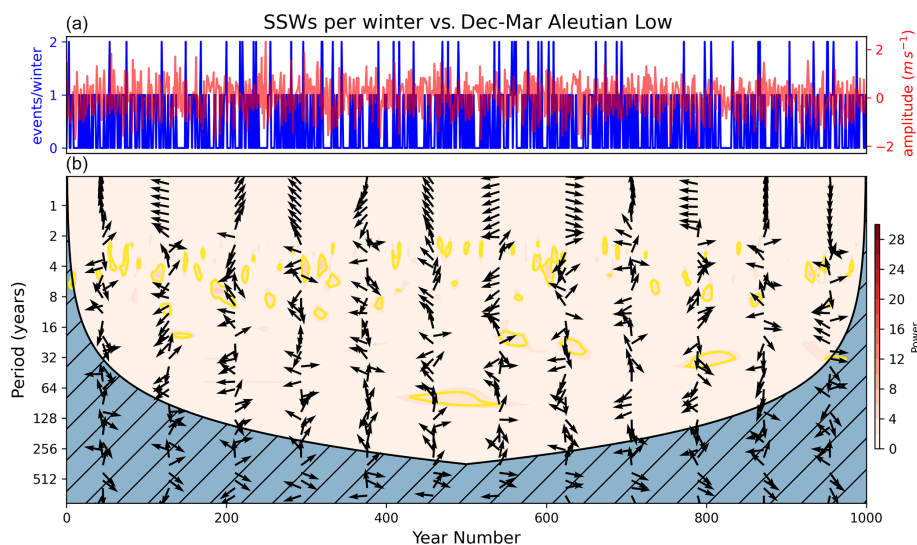 SSWs per winter vs. Dec-Mar Aleutian Low
(a)
2
1
0
events/winter
2
0
−2
amplitude (m s⁻¹)
(b)
1
2
4
8
16
32
64
128
256
512
Period (years)
0 200 400 600 800 1000
Year Number
28
24
20
16
12
8
4
0
Power